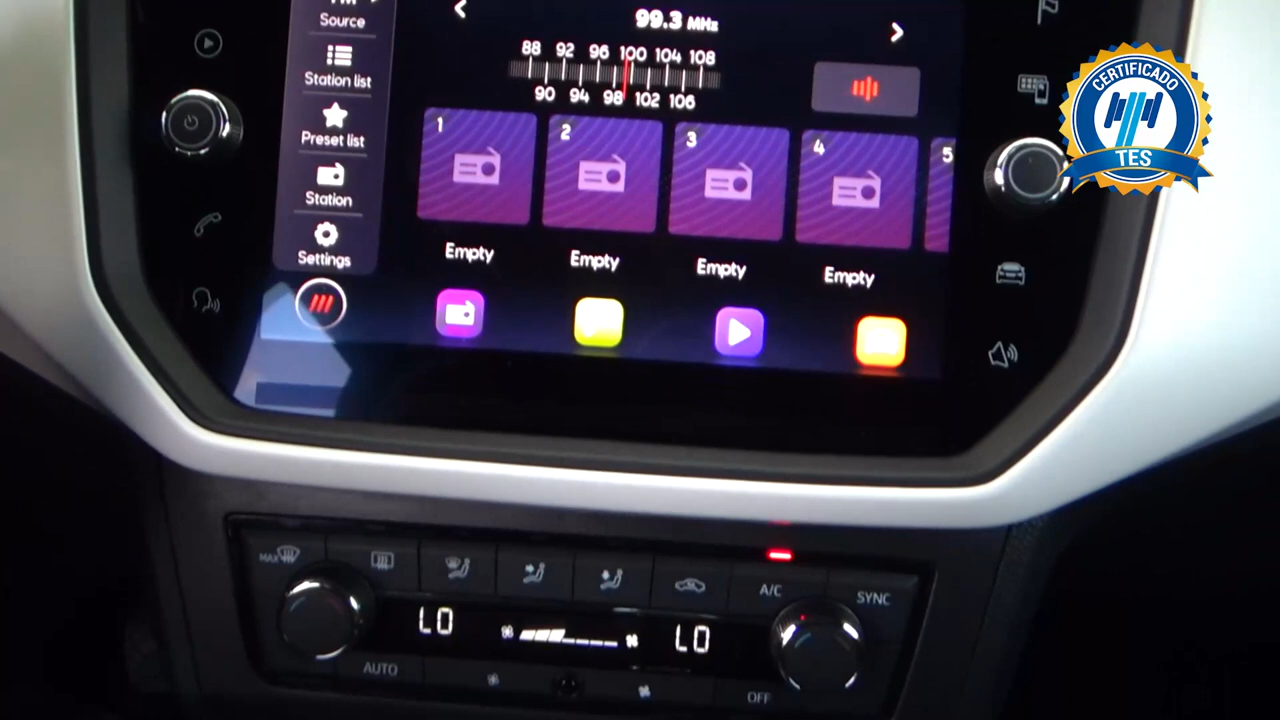 Source
99.3 MHz
88 92 96 100 104 108
90 94 98 102 106
Station list
Preset list
Station
Settings
1 2 3 4 5
Empty Empty Empty Empty
CERTIFICADO
TES
MAX
A/C
SYNC
LO
LO
AUTO
OFF